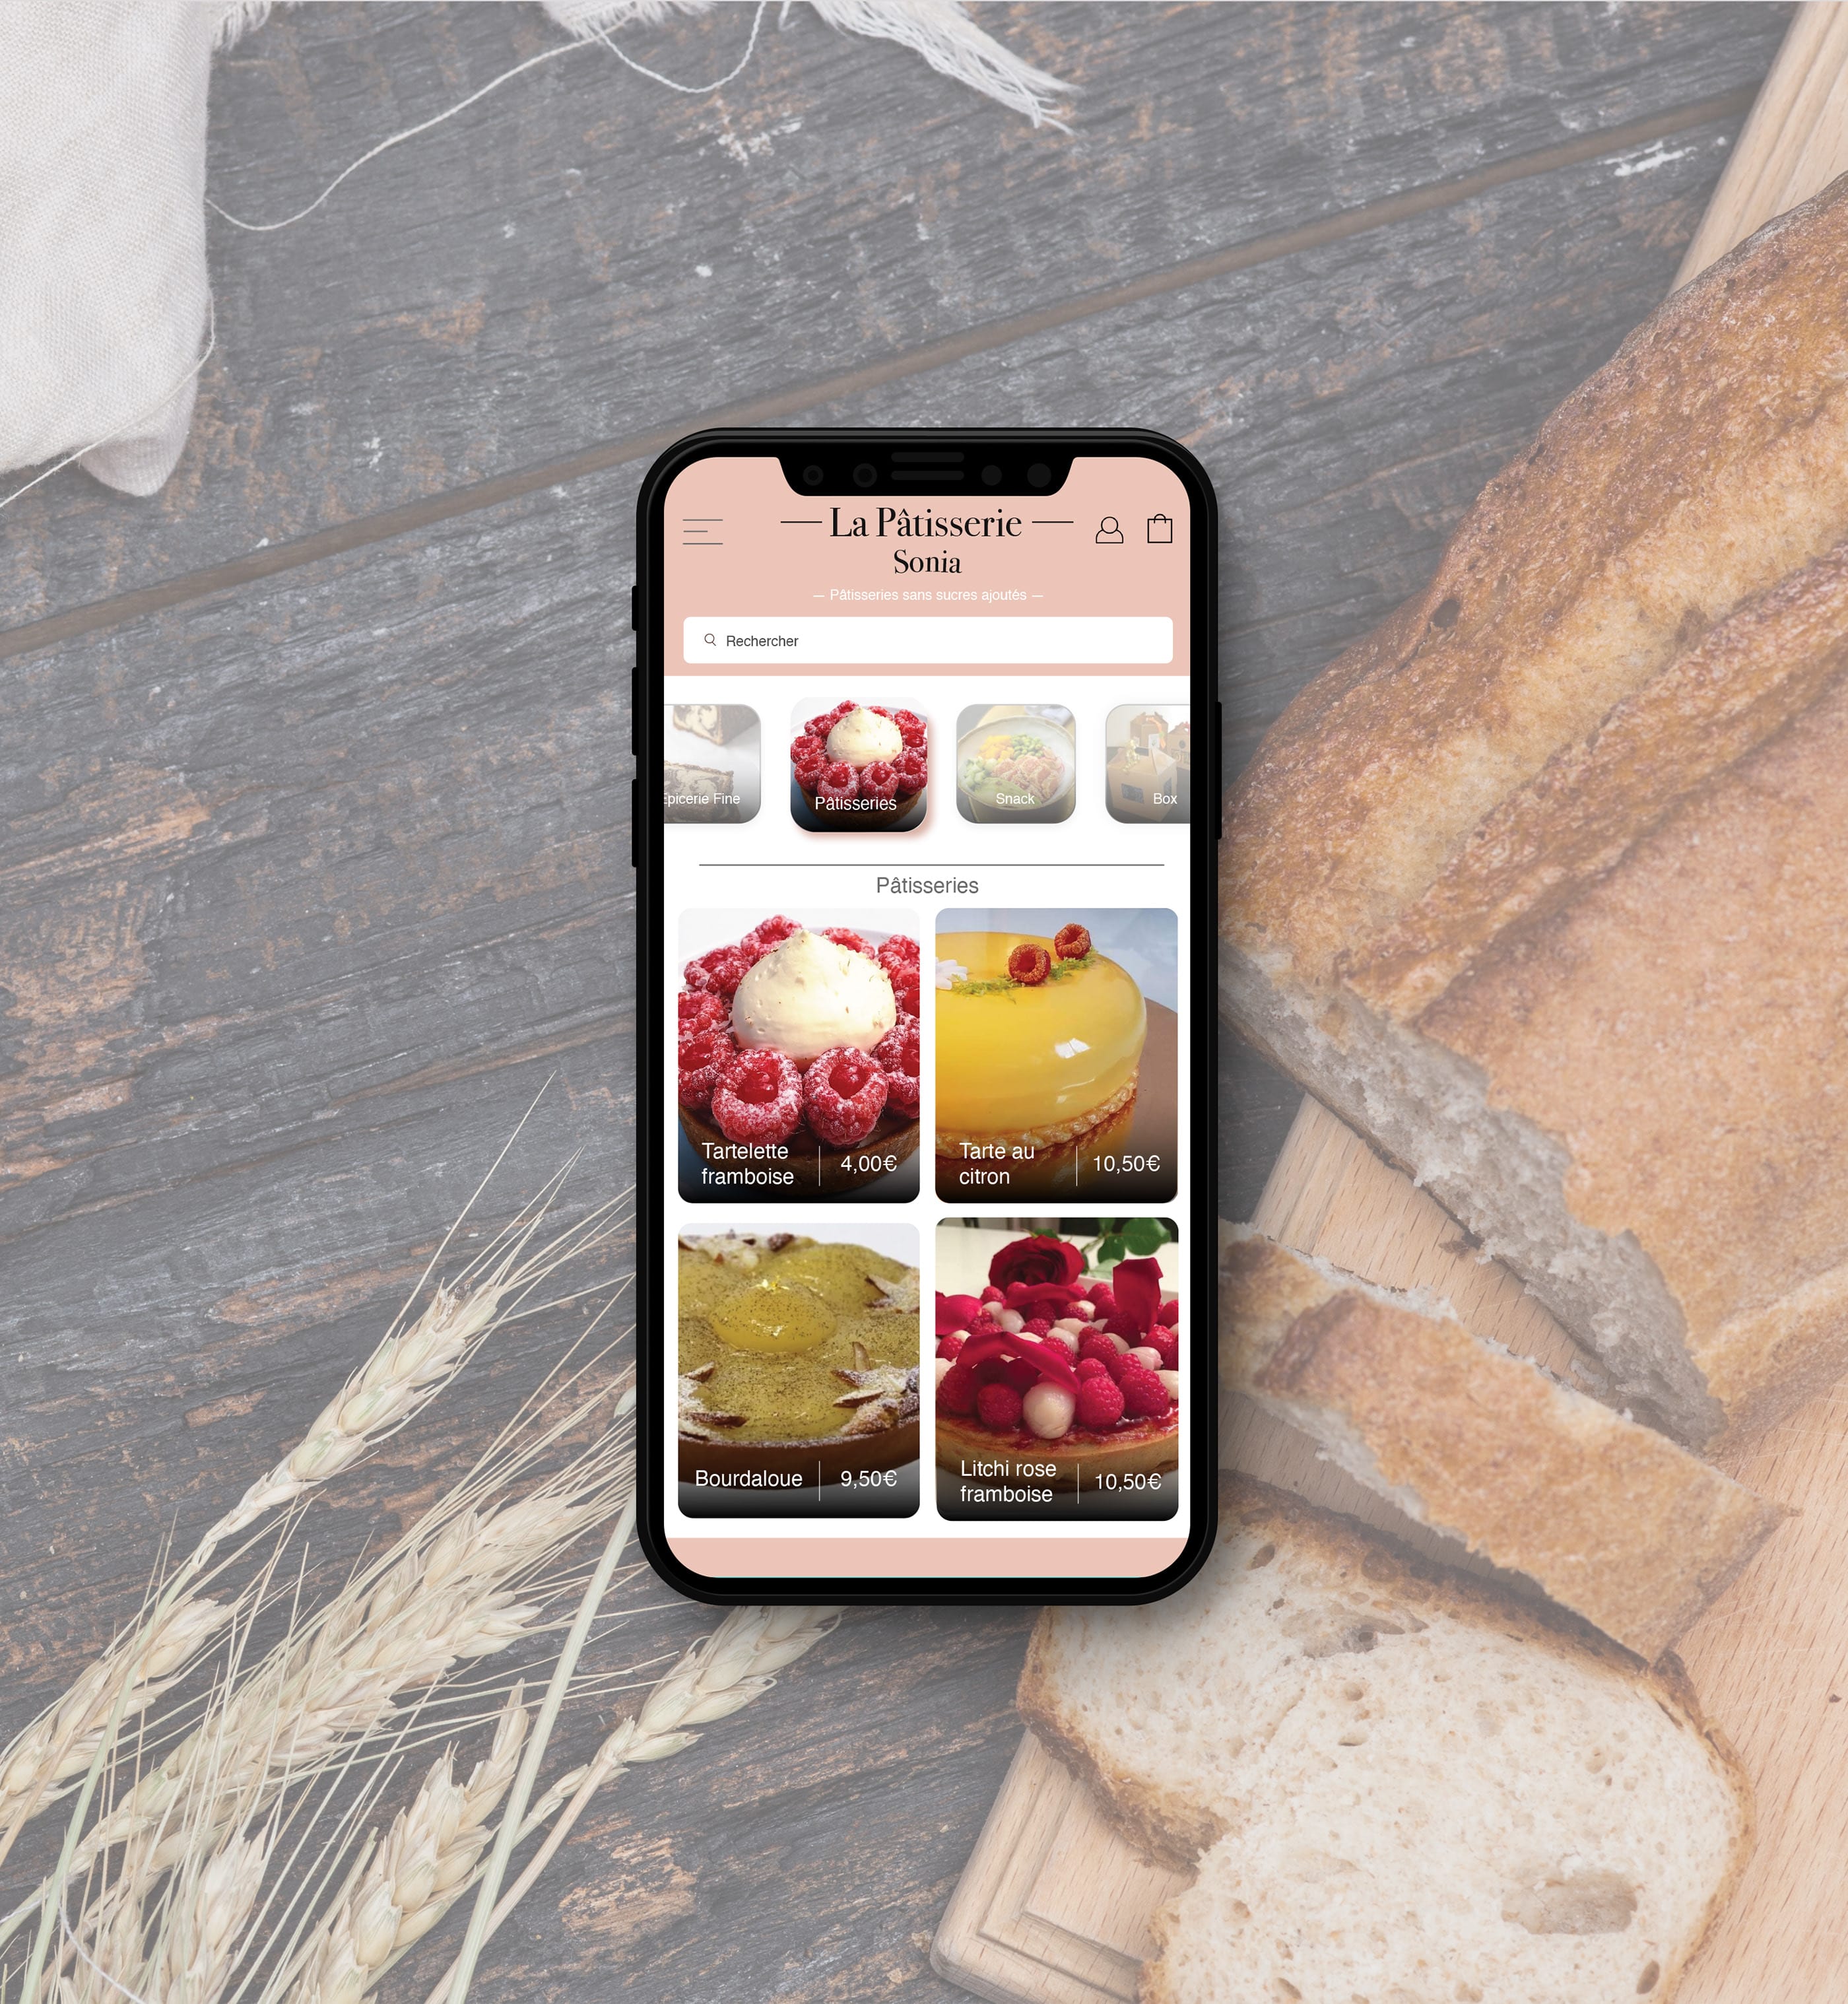 La Pâtisserie
Sonia
— Pâtisseries sans sucres ajoutés —
Rechercher
Epicerie Fine
Pâtisseries
Snack
Box
Pâtisseries
Tartelette
framboise
4,00€
Tarte au
citron
10,50€
Bourdaloue
9,50€
Litchi rose
framboise
10,50€